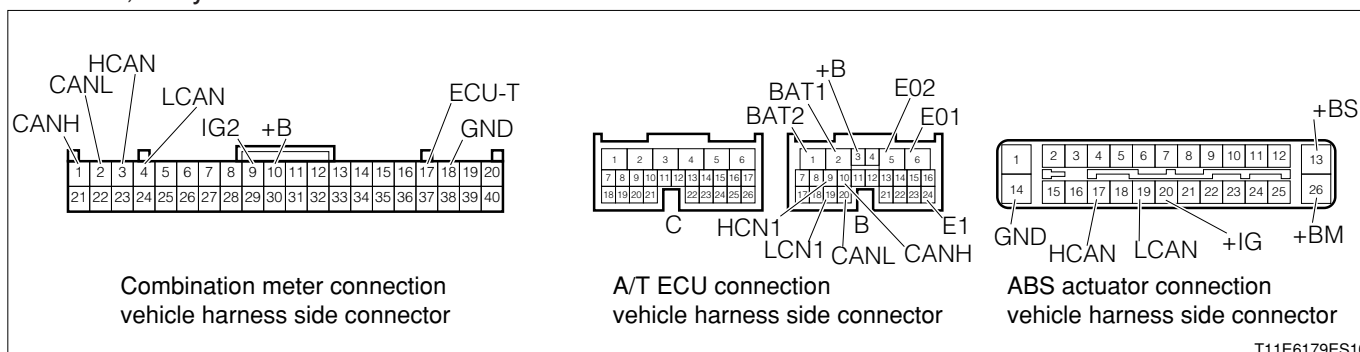 HCAN
CANL
LCAN
ECU-T
CANH
IG2 +B
GND
1 2 3 4 5 6 7 8 9 10 11 12 13 14 15 16 17 18 19 20
21 22 23 24 25 26 27 28 29 30 31 32 33 34 35 36 37 38 39 40
Combination meter connection
vehicle harness side connector
+B
BAT1
E02
BAT2
E01
1 2 3 4 5 6
7 8 9 10 11 12 13 14 15 16 17
18 19 20 21 22 23 24 25 26
C
1 2 3 4 5 6
7 8 9 10 11 12 13 14 15 16
17 18 19 20 21 22 23 24
B
HCN1
E1
LCN1
CANL
CANH
A/T ECU connection
vehicle harness side connector
+BS
1 2 3 4 5 6 7 8 9 10 11 12 13
14 15 16 17 18 19 20 21 22 23 24 25 26
GND
HCAN
LCAN
+IG
+BM
ABS actuator connection
vehicle harness side connector